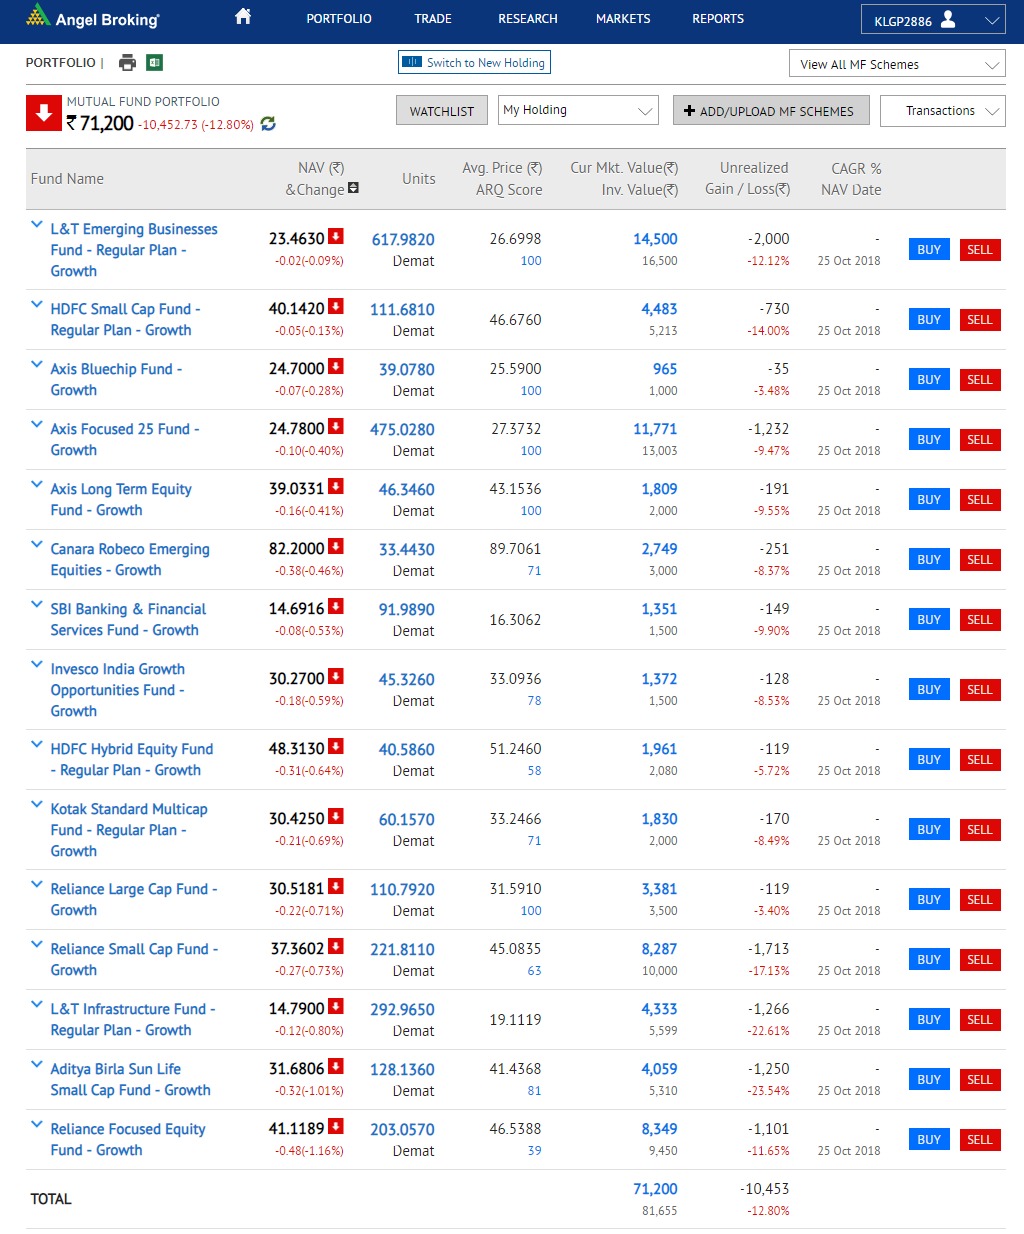 Angel Broking
PORTFOLIO TRADE RESEARCH MARKETS REPORTS KLGP2886
PORTFOLIO | Switch to New Holding View All MF Schemes
MUTUAL FUND PORTFOLIO
₹ 71,200 -10,452.73 (-12.80%) WATCHLIST My Holding + ADD/UPLOAD MF SCHEMES Transactions
Fund Name NAV (₹) Units Avg. Price (₹) Cur Mkt. Value(₹) Unrealized CAGR %
&Change ARQ Score Inv. Value(₹) Gain / Loss(₹) NAV Date
L&T Emerging Businesses 23.4630 617.9820 26.6998 14,500 -2,000 -
Fund - Regular Plan - -0.02(-0.09%) Demat 100 16,500 -12.12% 25 Oct 2018 BUY SELL
Growth
HDFC Small Cap Fund - 40.1420 111.6810 46.6760 4,483 -730 -
Regular Plan - Growth -0.05(-0.13%) Demat 5,213 -14.00% 25 Oct 2018 BUY SELL
Axis Bluechip Fund - 24.7000 39.0780 25.5900 965 -35 -
Growth -0.07(-0.28%) Demat 100 1,000 -3.48% 25 Oct 2018 BUY SELL
Axis Focused 25 Fund - 24.7800 475.0280 27.3732 11,771 -1,232 -
Growth -0.10(-0.40%) Demat 100 13,003 -9.47% 25 Oct 2018 BUY SELL
Axis Long Term Equity 39.0331 46.3460 43.1536 1,809 -191 -
Fund - Growth -0.16(-0.41%) Demat 100 2,000 -9.55% 25 Oct 2018 BUY SELL
Canara Robeco Emerging 82.2000 33.4430 89.7061 2,749 -251 -
Equities - Growth -0.38(-0.46%) Demat 71 3,000 -8.37% 25 Oct 2018 BUY SELL
SBI Banking & Financial 14.6916 91.9890 16.3062 1,351 -149 -
Services Fund - Growth -0.08(-0.53%) Demat 1,500 -9.90% 25 Oct 2018 BUY SELL
Invesco India Growth 30.2700 45.3260 33.0936 1,372 -128 -
Opportunities Fund - -0.18(-0.59%) Demat 78 1,500 -8.53% 25 Oct 2018 BUY SELL
Growth
HDFC Hybrid Equity Fund 48.3130 40.5860 51.2460 1,961 -119 -
- Regular Plan - Growth -0.31(-0.64%) Demat 58 2,080 -5.72% 25 Oct 2018 BUY SELL
Kotak Standard Multicap 30.4250 60.1570 33.2466 1,830 -170 -
Fund - Regular Plan - -0.21(-0.69%) Demat 71 2,000 -8.49% 25 Oct 2018 BUY SELL
Growth
Reliance Large Cap Fund - 30.5181 110.7920 31.5910 3,381 -119 -
Growth -0.22(-0.71%) Demat 100 3,500 -3.40% 25 Oct 2018 BUY SELL
Reliance Small Cap Fund - 37.3602 221.8110 45.0835 8,287 -1,713 -
Growth -0.27(-0.73%) Demat 63 10,000 -17.13% 25 Oct 2018 BUY SELL
L&T Infrastructure Fund - 14.7900 292.9650 19.1119 4,333 -1,266 -
Regular Plan - Growth -0.12(-0.80%) Demat 5,599 -22.61% 25 Oct 2018 BUY SELL
Aditya Birla Sun Life 31.6806 128.1360 41.4368 4,059 -1,250 -
Small Cap Fund - Growth -0.32(-1.01%) Demat 81 5,310 -23.54% 25 Oct 2018 BUY SELL
Reliance Focused Equity 41.1189 203.0570 46.5388 8,349 -1,101 -
Fund - Growth -0.48(-1.16%) Demat 39 9,450 -11.65% 25 Oct 2018 BUY SELL
TOTAL 71,200 -10,453
81,655 -12.80%